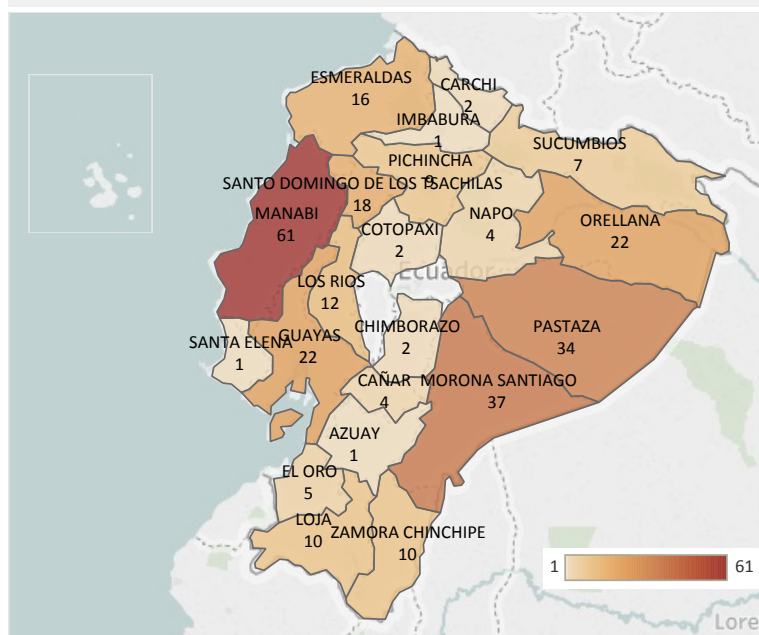 ESMERALDAS
16
CARCHI
2
IMBABURA
1
SUCUMBIOS
7
PICHINCHA
9
SANTO DOMINGO DE LOS TSACHILAS
18
MANABI
61
NAPO
4
ORELLANA
22
COTOPAXI
2
Ecuador
LOS RIOS
12
CHIMBORAZO
2
PASTAZA
34
SANTA ELENA
1
GUAYAS
22
CAÑAR
4
MORONA SANTIAGO
37
AZUAY
1
EL ORO
5
LOJA
10
ZAMORA CHINCHIPE
10
1 61
Lore